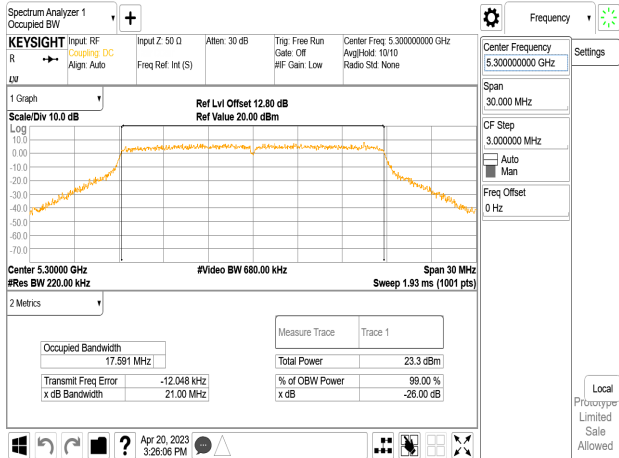 Spectrum Analyzer 1
Occupied BW
Frequency
KEYSIGHT
R
Input: RF
Coupling: DC
Align: Auto
Input Z: 50 Ω
Freq Ref: Int (S)
Atten: 30 dB
Trig: Free Run
Gate: Off
#IF Gain: Low
Center Freq: 5.300000000 GHz
Avg|Hold: 10/10
Radio Std: None
Center Frequency
5.300000000 GHz
Settings
Span
30.000 MHz
CF Step
3.000000 MHz
Auto
Man
Freq Offset
0 Hz
1 Graph
Ref Lvl Offset 12.80 dB
Scale/Div 10.0 dB
Ref Value 20.00 dBm
Log
10.0
0.00
-10.0
-20.0
-30.0
-40.0
-50.0
-60.0
-70.0
Center 5.30000 GHz
#Video BW 680.00 kHz
Span 30 MHz
#Res BW 220.00 kHz
Sweep 1.93 ms (1001 pts)
2 Metrics
Measure Trace
Trace 1
Occupied Bandwidth
17.591 MHz
Total Power
23.3 dBm
Transmit Freq Error
-12.048 kHz
% of OBW Power
99.00 %
x dB Bandwidth
21.00 MHz
x dB
-26.00 dB
Local
Prototype
Limited
Sale
Allowed
Apr 20, 2023
3:26:06 PM